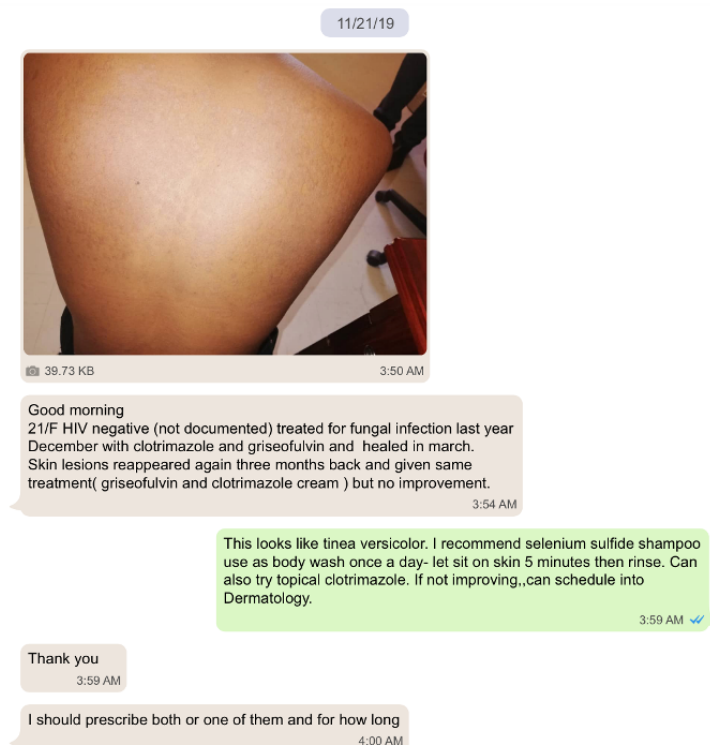 11/21/19
39.73 KB
3:50 AM
Good morning
21/F HIV negative (not documented) treated for fungal infection last year
December with clotrimazole and griseofulvin and  healed in march.
Skin lesions reappeared again three months back and given same
treatment( griseofulvin and clotrimazole cream ) but no improvement.
3:54 AM
This looks like tinea versicolor. I recommend selenium sulfide shampoo
use as body wash once a day- let sit on skin 5 minutes then rinse. Can
also try topical clotrimazole. If not improving,,can schedule into
Dermatology.
3:59 AM
Thank you
3:59 AM
I should prescribe both or one of them and for how long
4:00 AM